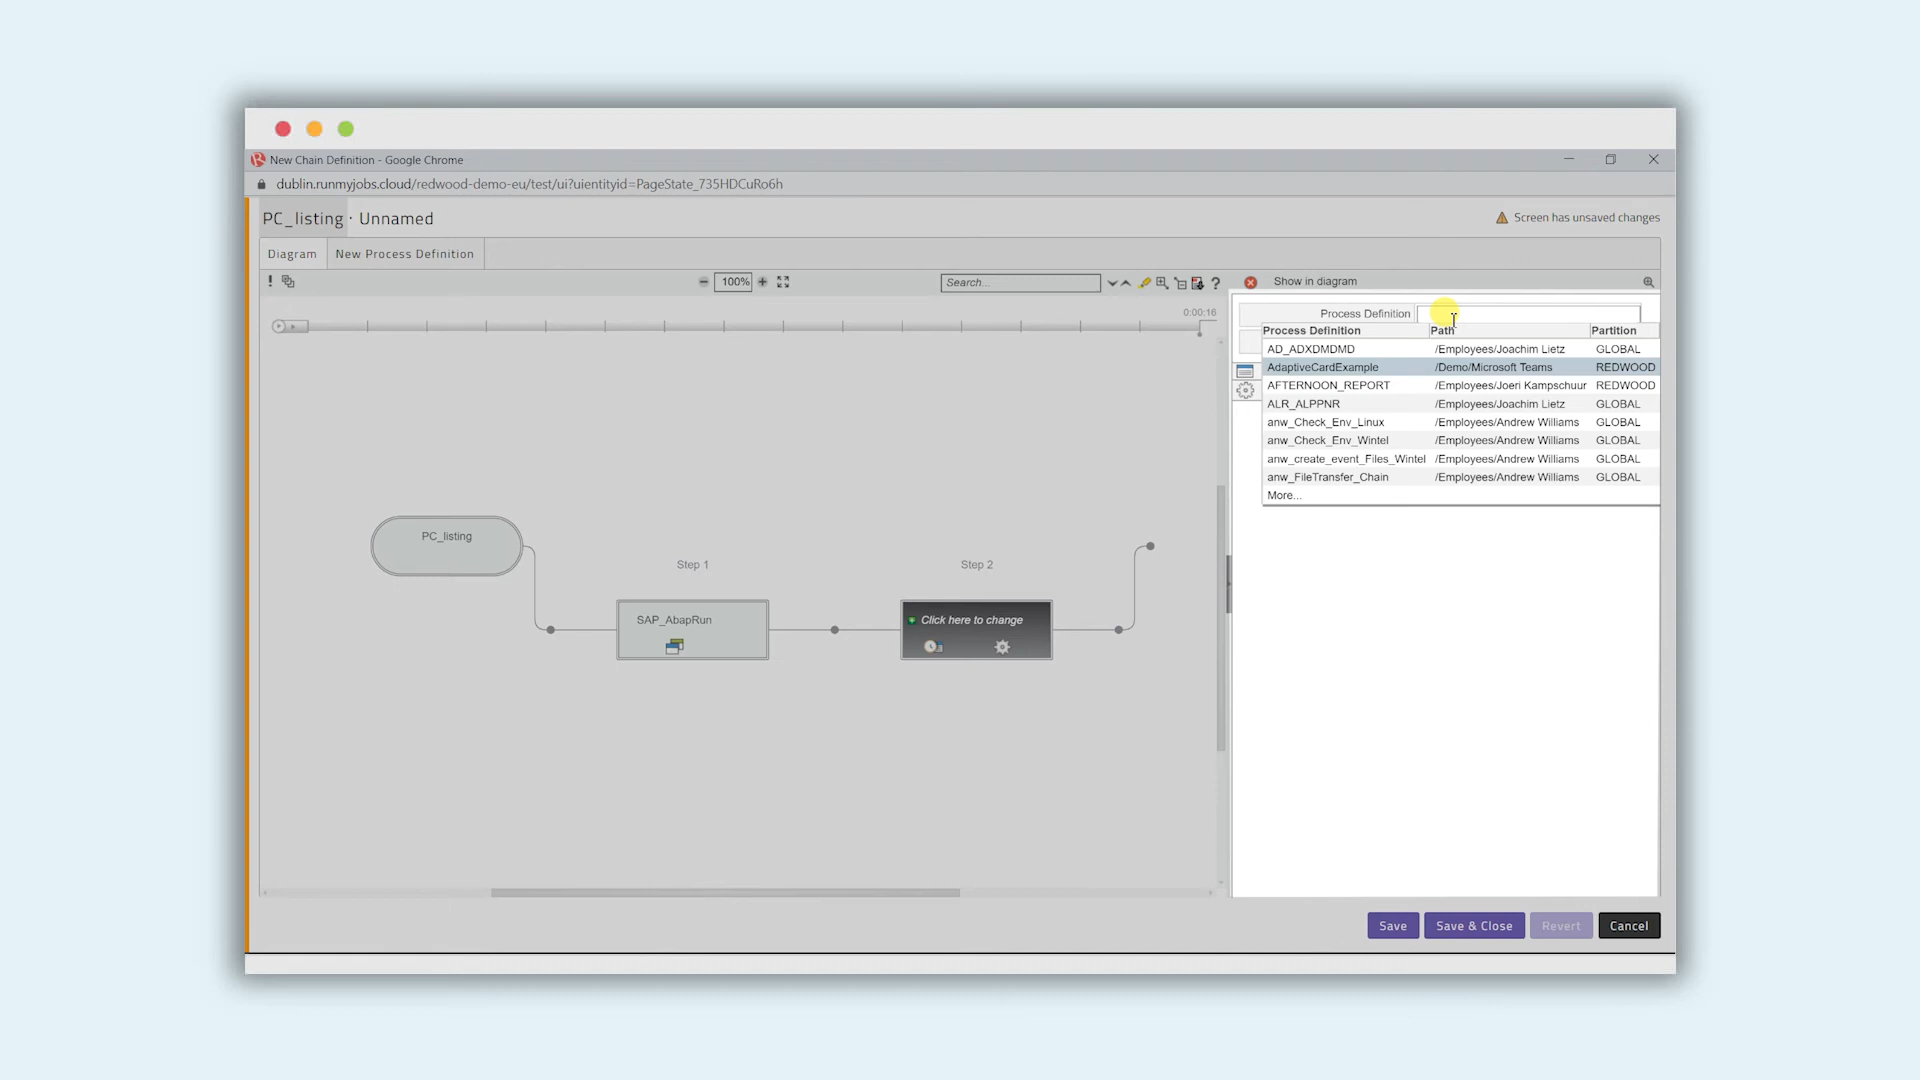 New Chain Definition - Google Chrome
dublin.runmyjobs.cloud/redwood-demo-eu/test/ui?uientityid=PageState_735HDCuRo6h
PC_listing · Unnamed
Screen has unsaved changes
Diagram
New Process Definition
100%
Search...
?
Show in diagram
0:00:16
Process Definition
Process Definition Path Partition
AD_ADXDMDMD /Employees/Joachim Lietz GLOBAL
AdaptiveCardExample /Demo/Microsoft Teams REDWOOD
AFTERNOON_REPORT /Employees/Joeri Kampschuur REDWOOD
ALR_ALPPNR /Employees/Joachim Lietz GLOBAL
anw_Check_Env_Linux /Employees/Andrew Williams GLOBAL
anw_Check_Env_Wintel /Employees/Andrew Williams GLOBAL
anw_create_event_Files_Wintel /Employees/Andrew Williams GLOBAL
anw_FileTransfer_Chain /Employees/Andrew Williams GLOBAL
More...
PC_listing
Step 1
Step 2
SAP_AbapRun
Click here to change
Save
Save & Close
Revert
Cancel